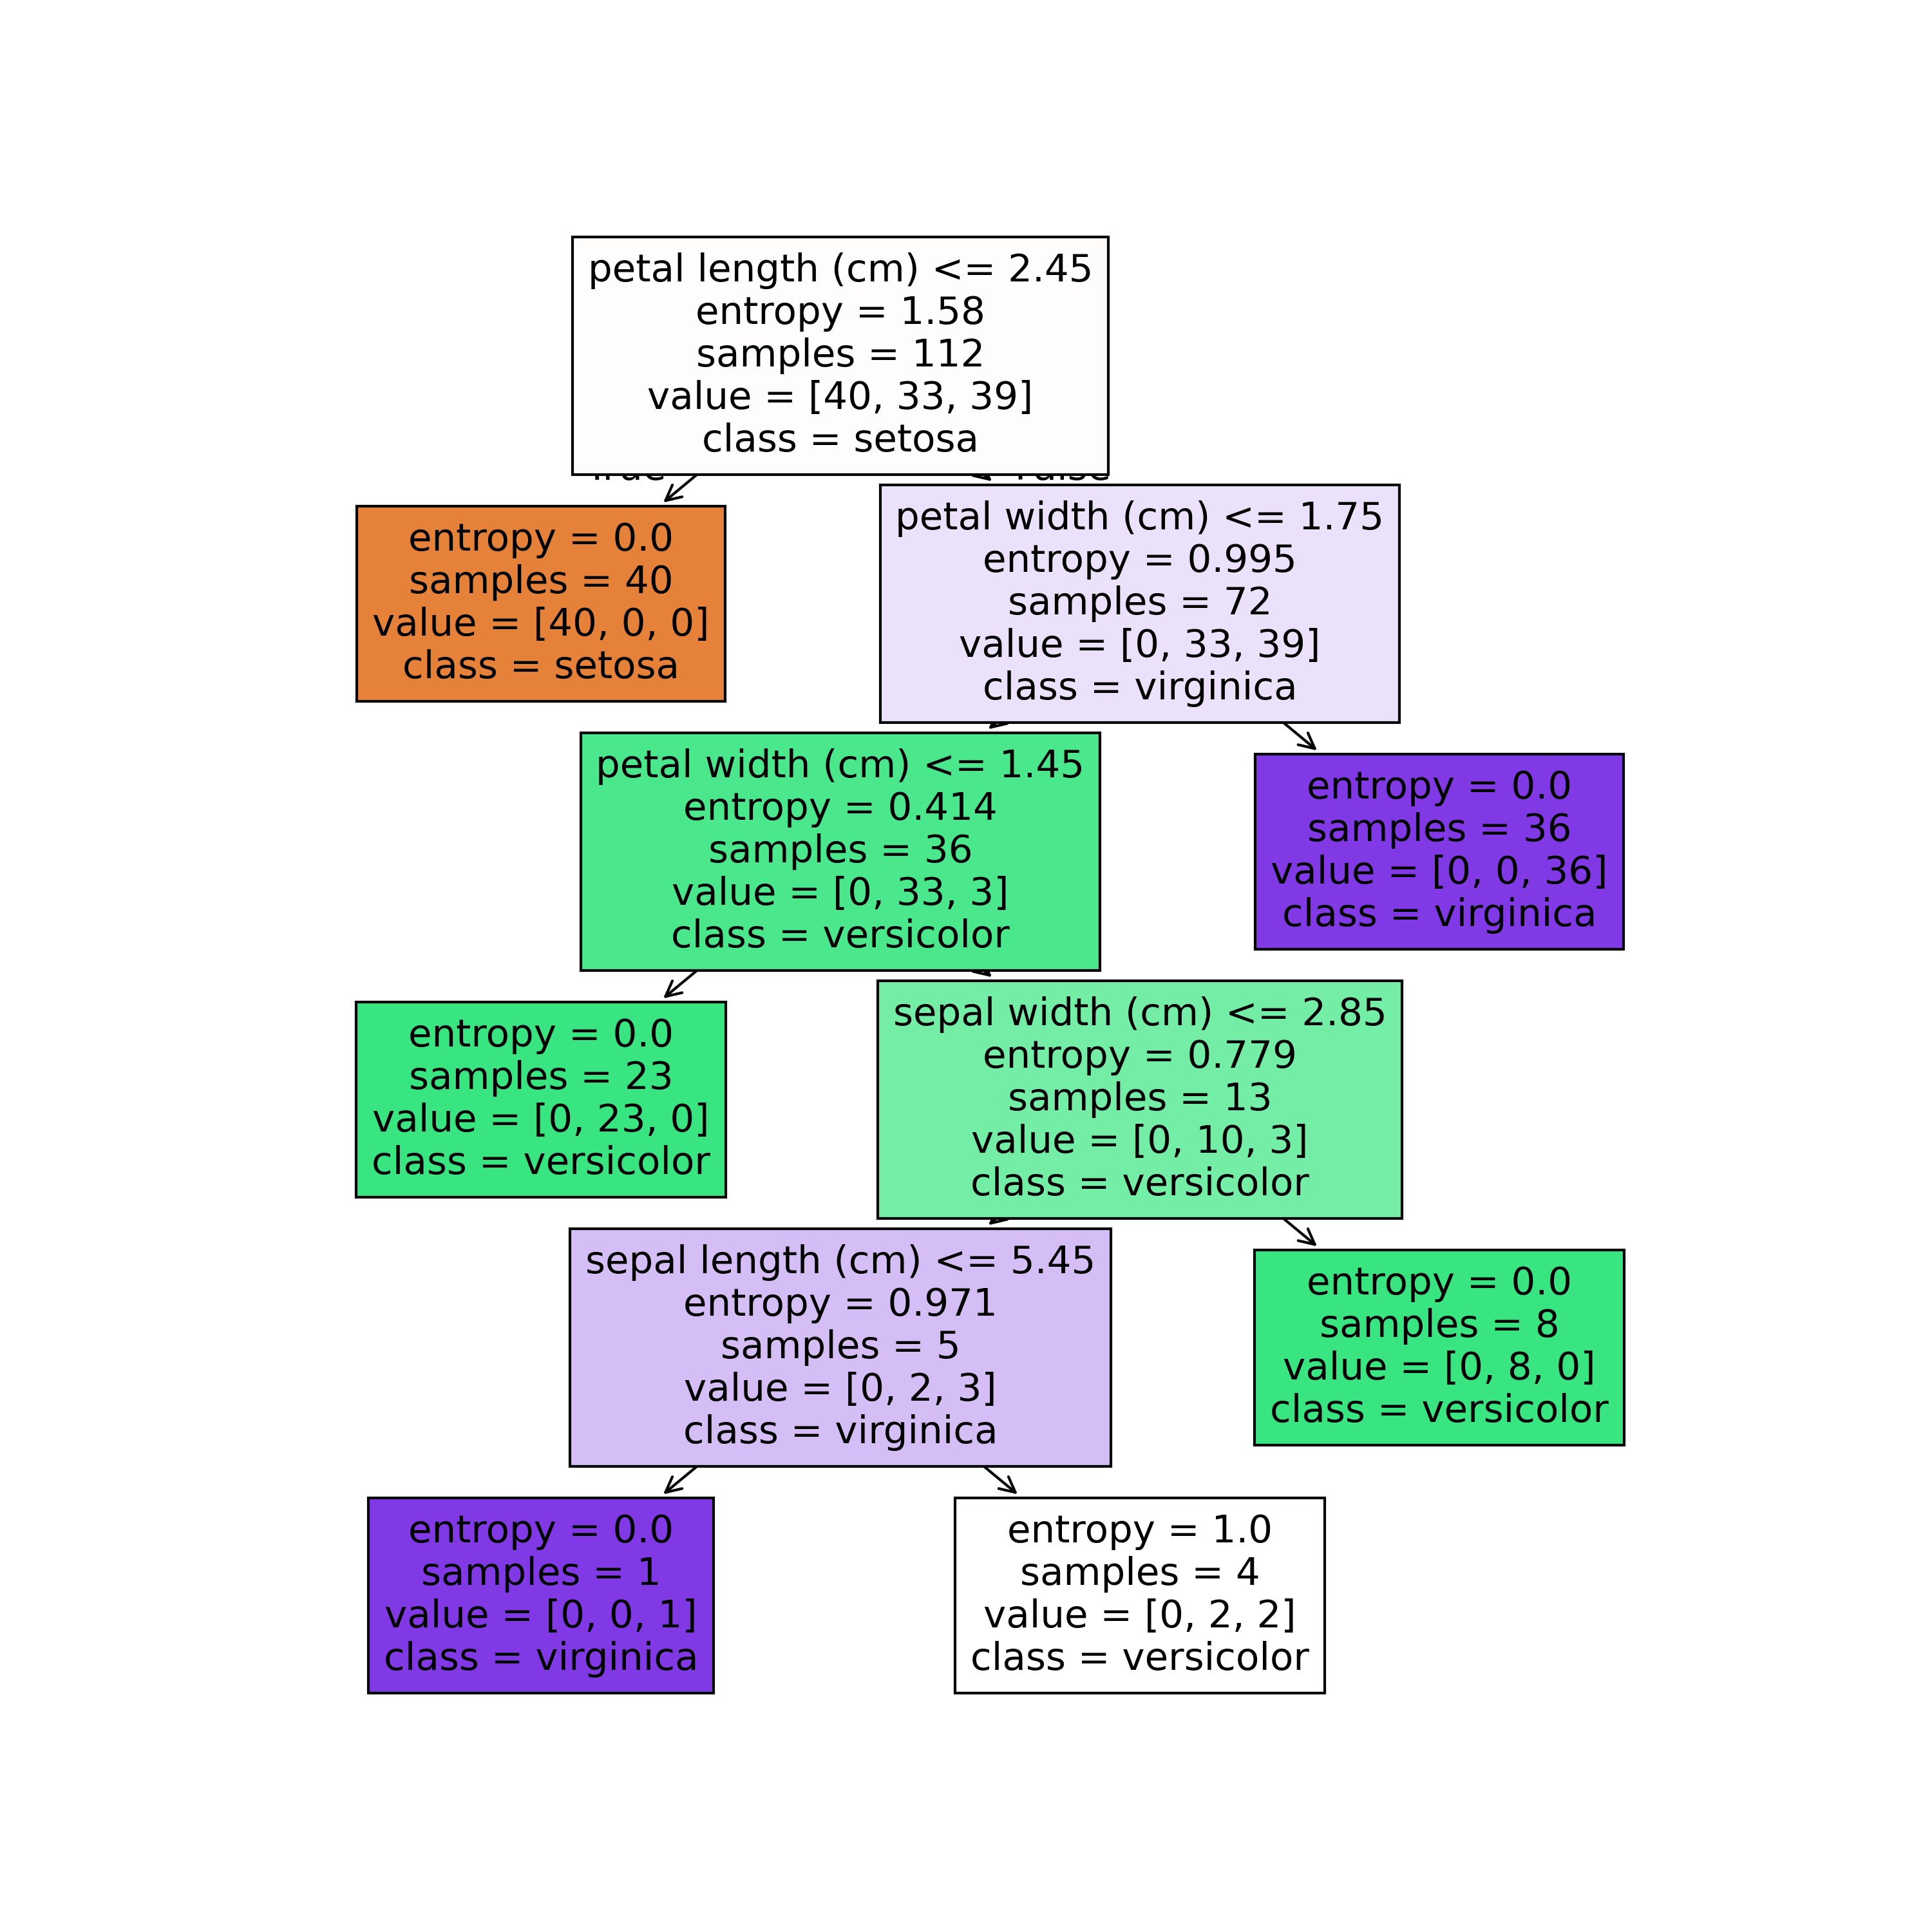 petal length (cm) <= 2.45
entropy = 1.58
samples = 112
value = [40, 33, 39]
class = setosa
entropy = 0.0
samples = 40
value = [40, 0, 0]
class = setosa
petal width (cm) <= 1.75
entropy = 0.995
samples = 72
value = [0, 33, 39]
class = virginica
petal width (cm) <= 1.45
entropy = 0.414
samples = 36
value = [0, 33, 3]
class = versicolor
entropy = 0.0
samples = 36
value = [0, 0, 36]
class = virginica
entropy = 0.0
samples = 23
value = [0, 23, 0]
class = versicolor
sepal width (cm) <= 2.85
entropy = 0.779
samples = 13
value = [0, 10, 3]
class = versicolor
sepal length (cm) <= 5.45
entropy = 0.971
samples = 5
value = [0, 2, 3]
class = virginica
entropy = 0.0
samples = 8
value = [0, 8, 0]
class = versicolor
entropy = 0.0
samples = 1
value = [0, 0, 1]
class = virginica
entropy = 1.0
samples = 4
value = [0, 2, 2]
class = versicolor